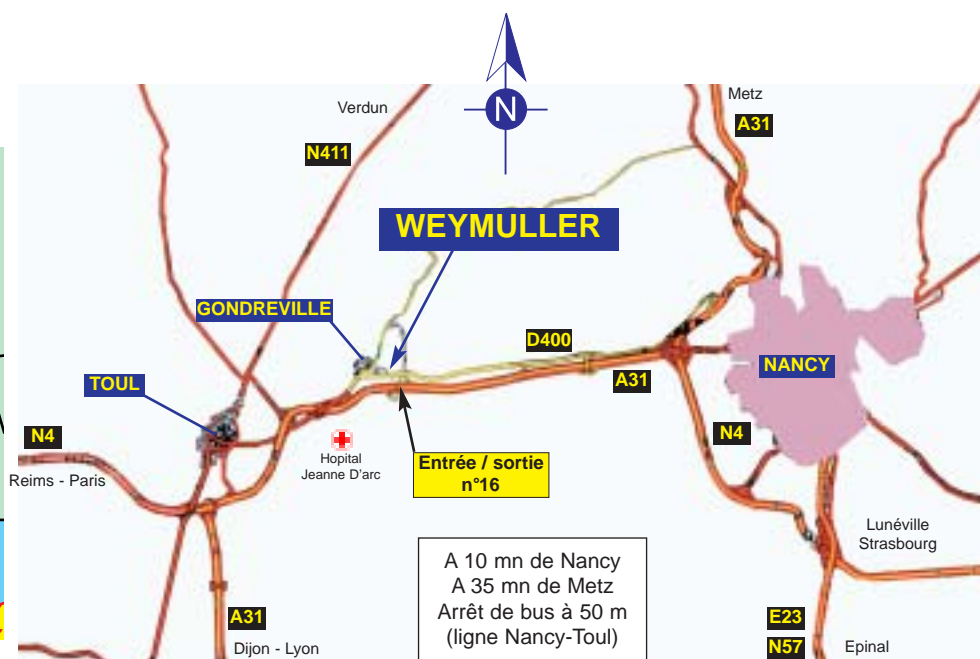 N
Verdun
Metz
A31
N411
WEYMULLER
GONDREVILLE
D400
NANCY
TOUL
A31
N4
N4
Reims - Paris
Hopital
Jeanne D'arc
Entrée / sortie
n°16
Lunéville
Strasbourg
A 10 mn de Nancy
A 35 mn de Metz
Arrêt de bus à 50 m
(ligne Nancy-Toul)
A31
Dijon - Lyon
E23
N57
Epinal